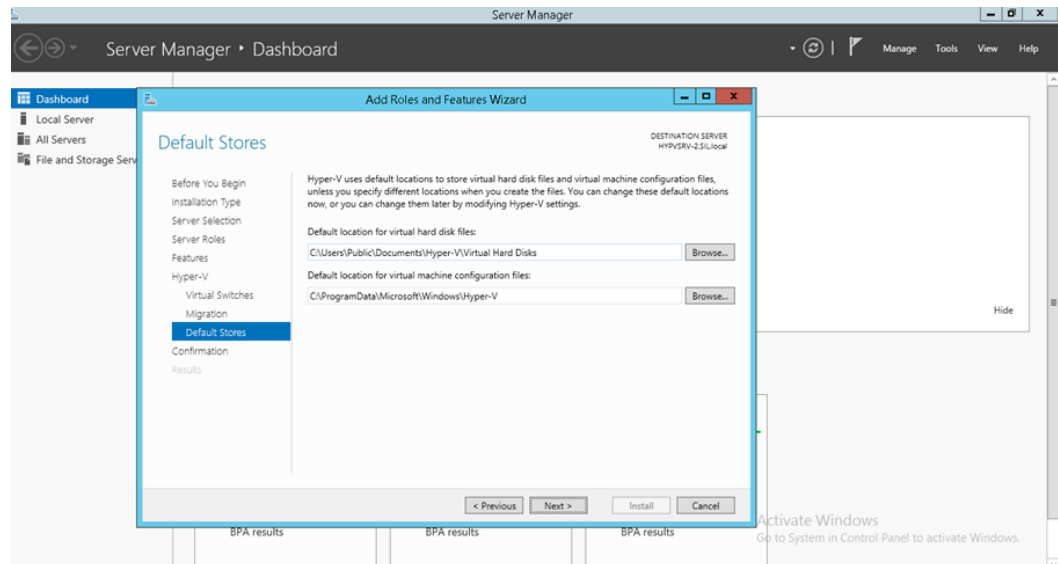 Server Manager
Server Manager • Dashboard
Manage Tools View Help
Dashboard
Local Server
All Servers
File and Storage Serv
Add Roles and Features Wizard
Default Stores
DESTINATION SERVER
HYPVSRV-2.SIL.local
Before You Begin
Installation Type
Server Selection
Server Roles
Features
Hyper-V
Virtual Switches
Migration
Default Stores
Confirmation
Results
Hyper-V uses default locations to store virtual hard disk files and virtual machine configuration files,
unless you specify different locations when you create the files. You can change these default locations
now, or you can change them later by modifying Hyper-V settings.
Default location for virtual hard disk files:
C:\Users\Public\Documents\Hyper-V\Virtual Hard Disks Browse...
Default location for virtual machine configuration files:
C:\ProgramData\Microsoft\Windows\Hyper-V Browse...
< Previous Next > Install Cancel
Hide
BPA results BPA results BPA results
Activate Windows
Go to System in Control Panel to activate Windows.